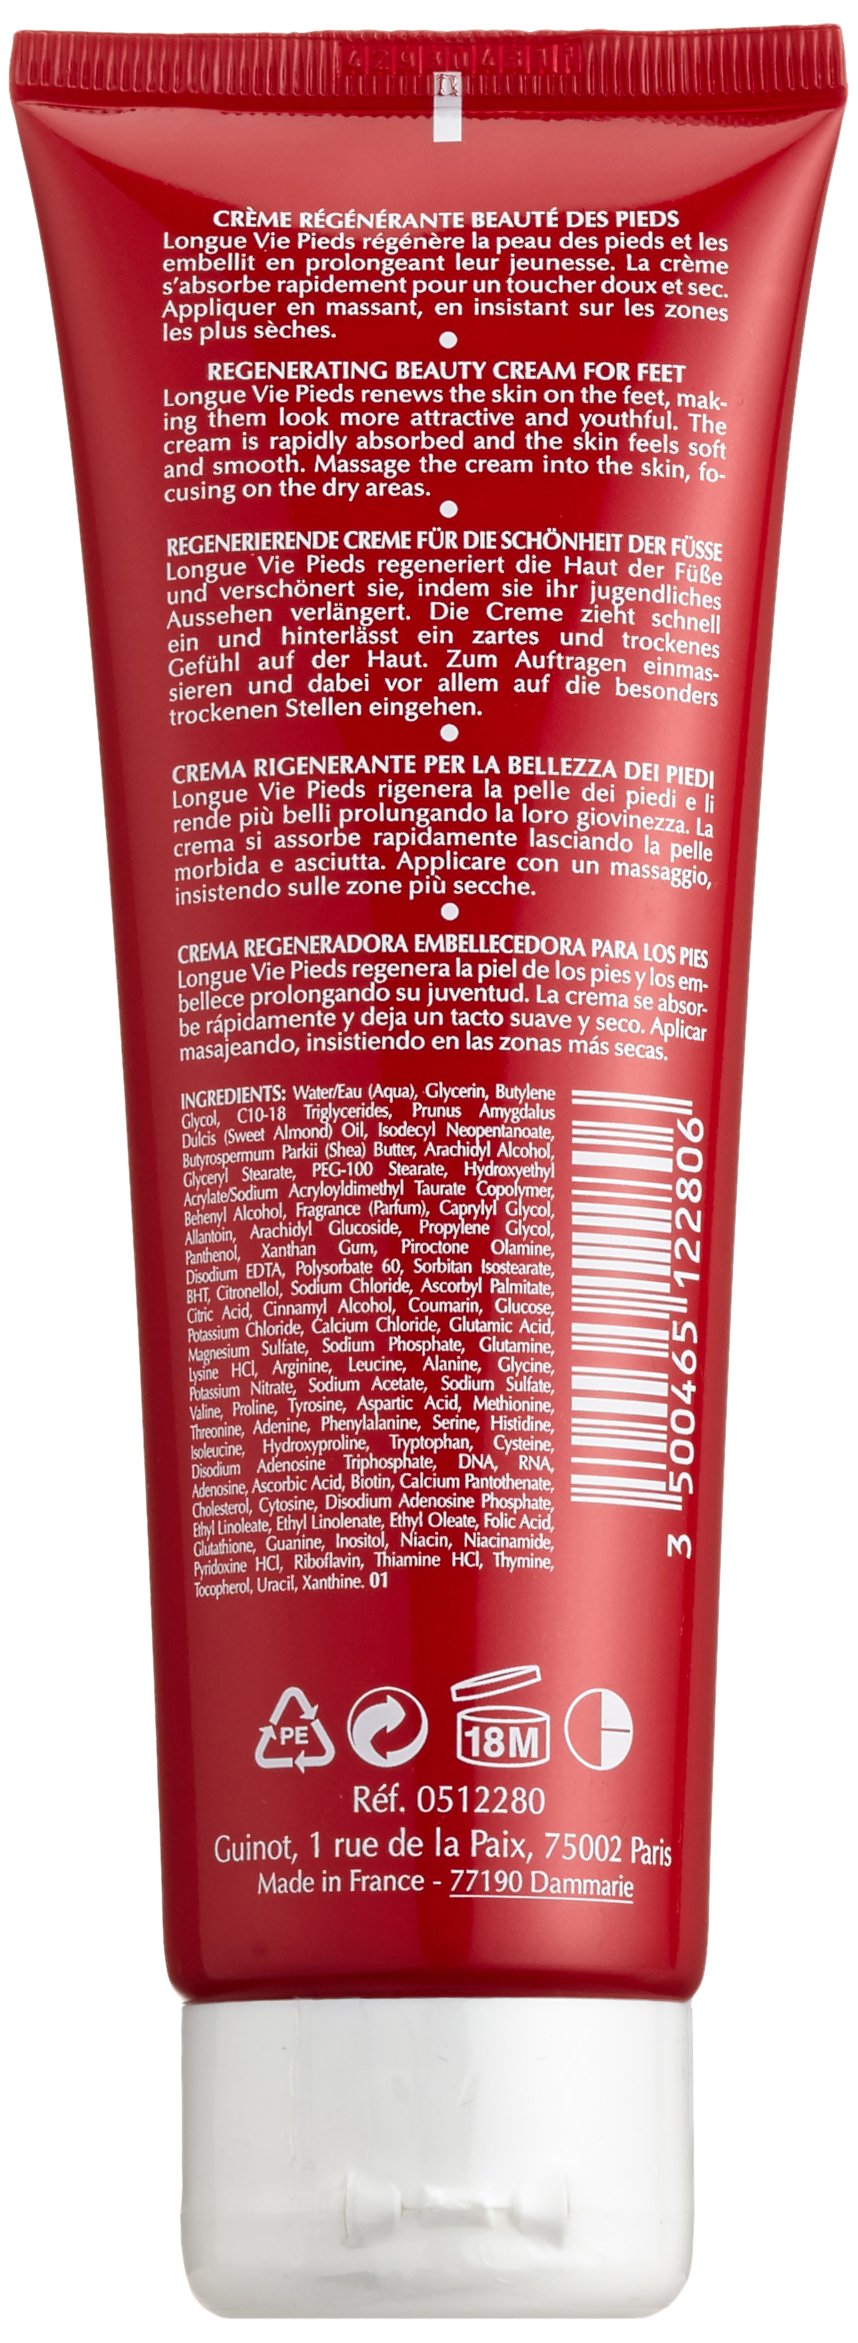 CRÈME RÉGÉNÉRANTE BEAUTÉ DES PIEDS
Longue Vie Pieds régénère la peau des pieds et les
embellit en prolongeant leur jeunesse. La crème
s'absorbe rapidement pour un toucher doux et sec.
Appliquer en massant, en insistant sur les zones
les plus sèches.
REGENERATING BEAUTY CREAM FOR FEET
Longue Vie Pieds renews the skin on the feet, mak-
ing them look more attractive and youthful. The
cream is rapidly absorbed and the skin feels soft
and smooth. Massage the cream into the skin, fo-
cusing on the dry areas.
REGENERIERENDE CREME FÜR DIE SCHÖNHEIT DER FÜSSE
Longue Vie Pieds regeneriert die Haut der Füße
und verschönert sie, indem sie ihr jugendliches
Aussehen verlängert. Die Creme zieht schnell
ein und hinterlässt ein zartes und trockenes
Gefühl auf der Haut. Zum Auftragen einmas-
sieren und dabei vor allem auf die besonders
trockenen Stellen eingehen.
CREMA RIGENERANTE PER LA BELLEZZA DEI PIEDI
Longue Vie Pieds rigenera la pelle dei piedi e li
rende più belli prolungando la loro giovinezza. La
crema si assorbe rapidamente lasciando la pelle
morbida e asciutta. Applicare con un massaggio,
insistendo sulle zone più secche.
CREMA REGENERADORA EMBELLECEDORA PARA LOS PIES
Longue Vie Pieds regenera la piel de los pies y los em-
bellece prolongando su juventud. La crema se absor-
be rápidamente y deja un tacto suave y seco. Aplicar
masajeando, insistiendo en las zonas más secas.
INGREDIENTS: Water/Eau (Aqua), Glycerin, Butylene
Glycol, C10-18 Triglycerides, Prunus Amygdalus
Dulcis (Sweet Almond) Oil, Isodecyl Neopentanoate,
Butyrospermum Parkii (Shea) Butter, Arachidyl Alcohol,
Glyceryl Stearate, PEG-100 Stearate, Hydroxyethyl
Acrylate/Sodium Acryloyldimethyl Taurate Copolymer,
Behenyl Alcohol, Fragrance (Parfum), Caprylyl Glycol,
Allantoin, Arachidyl Glucoside, Propylene Glycol,
Panthenol, Xanthan Gum, Piroctone Olamine,
Disodium EDTA, Polysorbate 60, Sorbitan Isostearate,
BHT, Citronellol, Sodium Chloride, Ascorbyl Palmitate,
Citric Acid, Cinnamyl Alcohol, Coumarin, Glucose,
Potassium Chloride, Calcium Chloride, Glutamic Acid,
Magnesium Sulfate, Sodium Phosphate, Glutamine,
Lysine HCl, Arginine, Leucine, Alanine, Glycine,
Potassium Nitrate, Sodium Acetate, Sodium Sulfate,
Valine, Proline, Tyrosine, Aspartic Acid, Methionine,
Threonine, Adenine, Phenylalanine, Serine, Histidine,
Isoleucine, Hydroxyproline, Tryptophan, Cysteine,
Disodium Adenosine Triphosphate, DNA, RNA,
Adenosine, Ascorbic Acid, Biotin, Calcium Pantothenate,
Cholesterol, Cytosine, Disodium Adenosine Phosphate,
Ethyl Linoleate, Ethyl Linolenate, Ethyl Oleate, Folic Acid,
Glutathione, Guanine, Inositol, Niacin, Niacinamide,
Pyridoxine HCl, Riboflavin, Thiamine HCl, Thymine,
Tocopherol, Uracil, Xanthine. 01
3 500465 122806
PE
18M
Réf. 0512280
Guinot, 1 rue de la Paix, 75002 Paris
Made in France - 77190 Dammarie